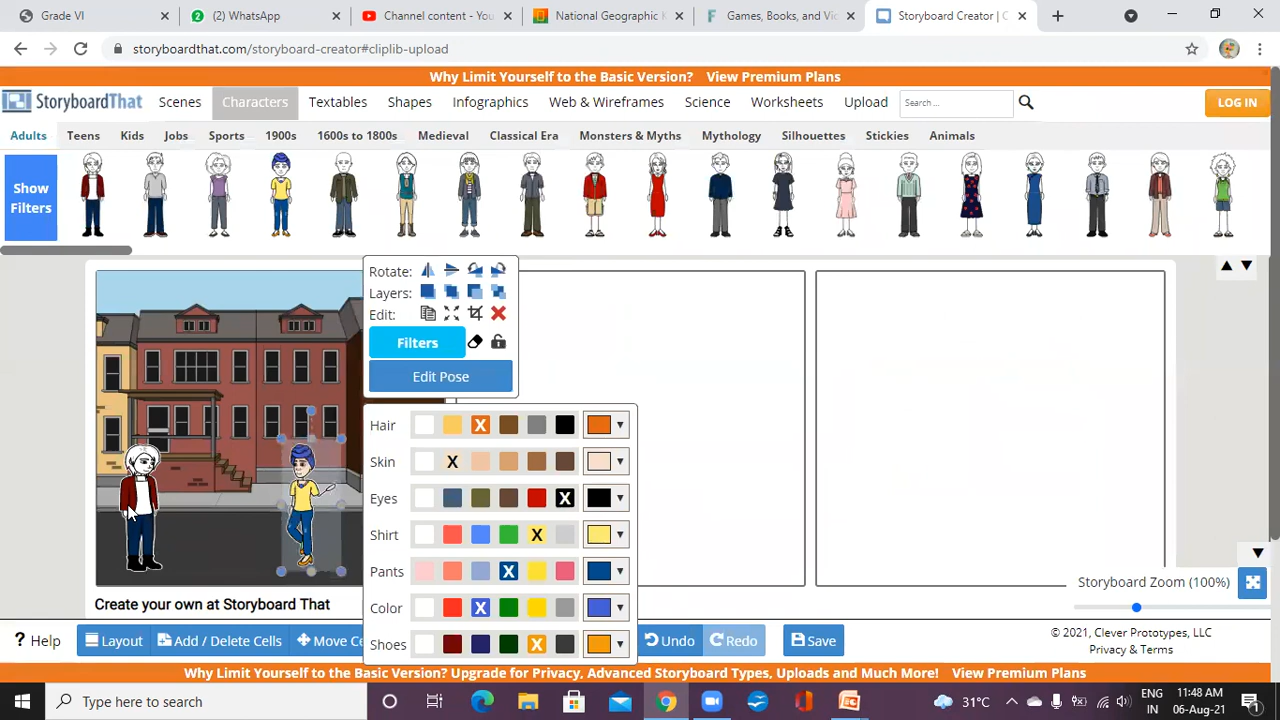 Grade VI
(2) WhatsApp
Channel content - You
National Geographic K
Games, Books, and Vid
Storyboard Creator | C
storyboardthat.com/storyboard-creator#cliplib-upload
Why Limit Yourself to the Basic Version? View Premium Plans
StoryboardThat Scenes Characters Textables Shapes Infographics Web & Wireframes Science Worksheets Upload Search ... LOG IN
Adults Teens Kids Jobs Sports 1900s 1600s to 1800s Medieval Classical Era Monsters & Myths Mythology Silhouettes Stickies Animals
Show
Filters
Rotate:
Layers:
Edit:
Filters
Edit Pose
Hair X
Skin X
Eyes X
Shirt X
Pants X
Color X
Shoes X
Storyboard Zoom (100%)
Create your own at Storyboard That
? Help Layout Add / Delete Cells Move Ce Undo Redo Save
© 2021, Clever Prototypes, LLC
Privacy & Terms
Why Limit Yourself to the Basic Version? Upgrade for Privacy, Advanced Storyboard Types, Uploads and Much More! View Premium Plans
Type here to search
31°C
ENG
IN
11:48 AM
06-Aug-21
1